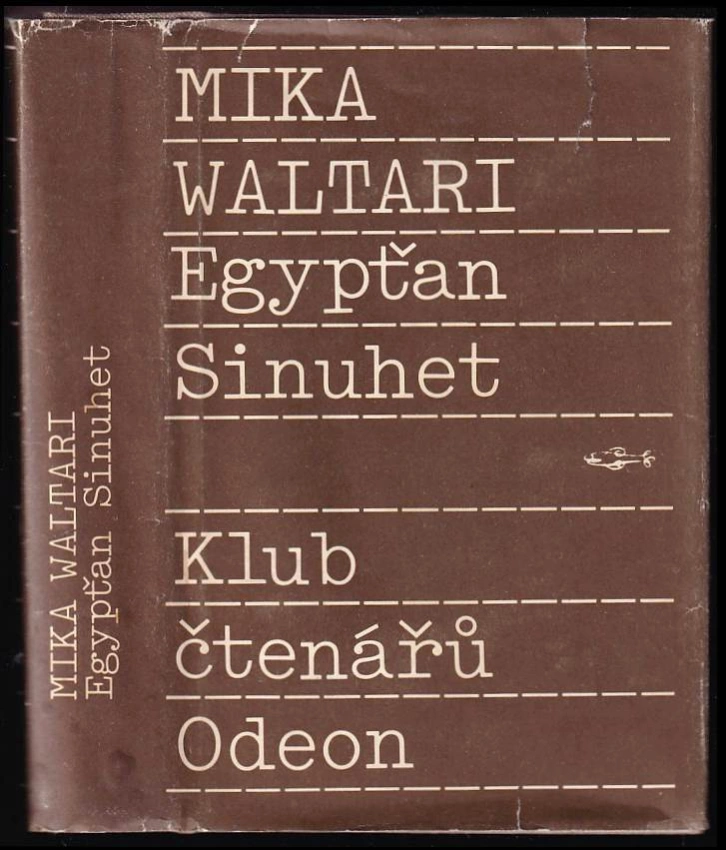 MIKA
WALTARI
Egypťan
Sinuhet
Klub
čtenářů
Odeon
MIKA WALTARI
Egypťan Sinuhet